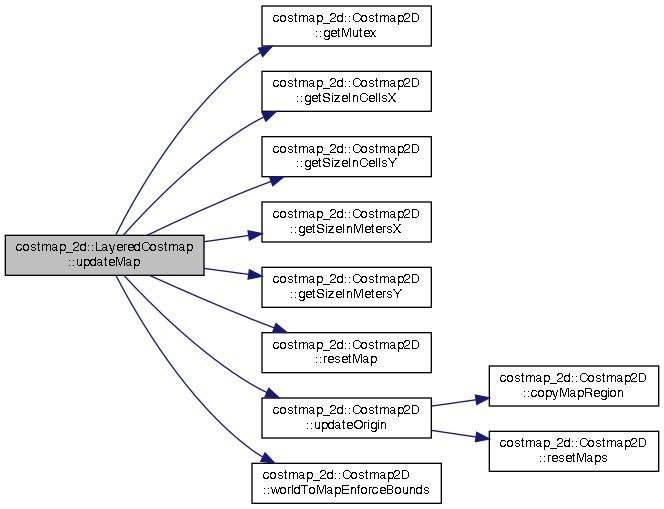 costmap_2d::LayeredCostmap
::updateMap
costmap_2d::Costmap2D
::getMutex
costmap_2d::Costmap2D
::getSizeInCellsX
costmap_2d::Costmap2D
::getSizeInCellsY
costmap_2d::Costmap2D
::getSizeInMetersX
costmap_2d::Costmap2D
::getSizeInMetersY
costmap_2d::Costmap2D
::resetMap
costmap_2d::Costmap2D
::updateOrigin
costmap_2d::Costmap2D
::worldToMapEnforceBounds
costmap_2d::Costmap2D
::copyMapRegion
costmap_2d::Costmap2D
::resetMaps